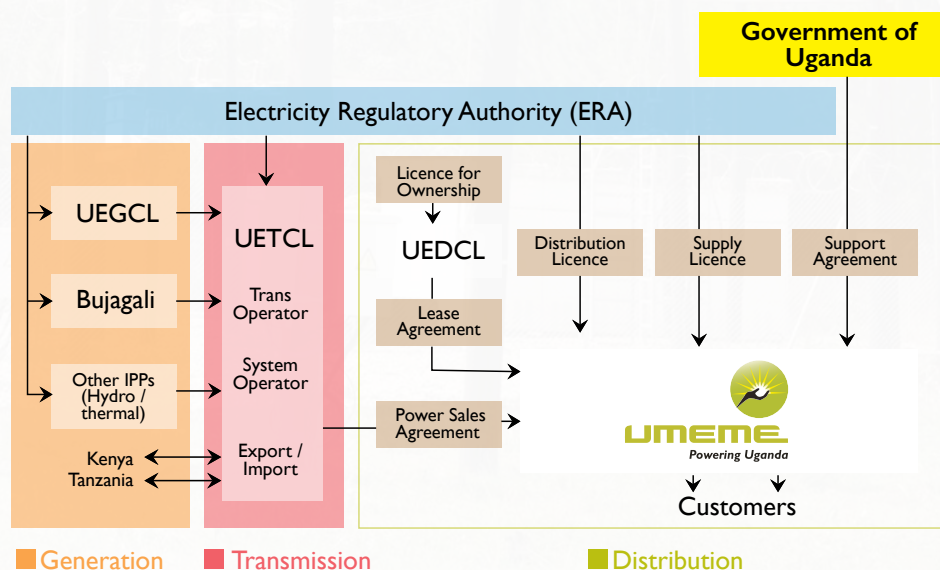 Government of
Uganda
Electricity Regulatory Authority (ERA)
UEGCL
Bujagali
Other IPPs
(Hydro /
thermal)
Kenya
Tanzania
UETCL
Trans
Operator
System
Operator
Export /
Import
Licence for
Ownership
UEDCL
Lease
Agreement
Power Sales
Agreement
Distribution
Licence
Supply
Licence
Support
Agreement
UMEME
Powering Uganda
Customers
Generation
Transmission
Distribution